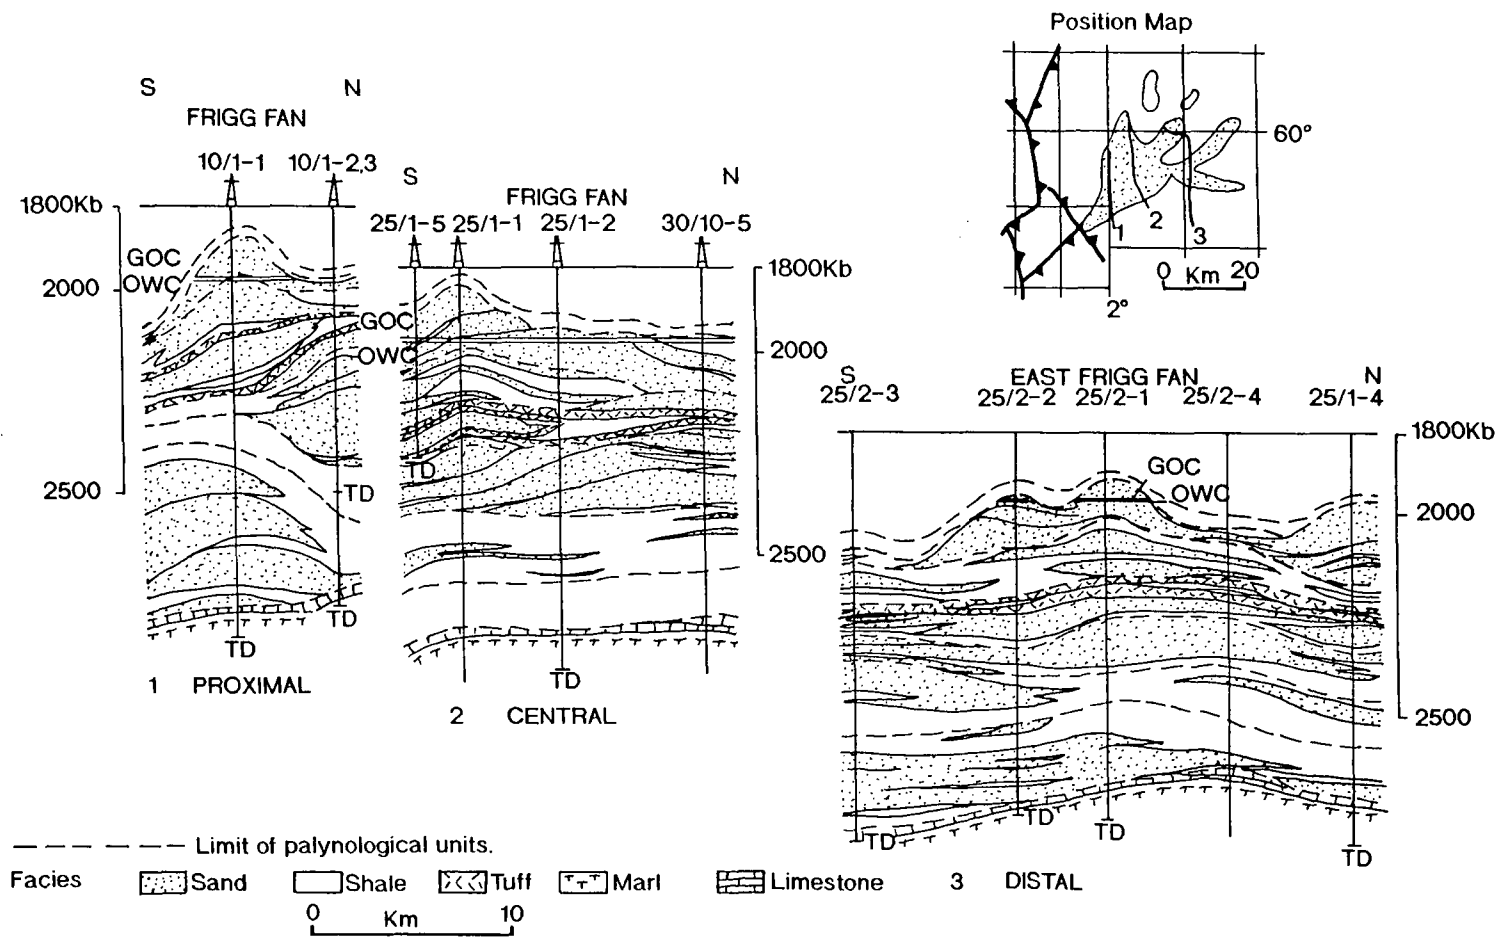 Position Map
60°
1
2
3
0 Km 20
2°
S N
FRIGG FAN
10/1-1 10/1-2,3
1800Kb
GOC
OWC
2000
2500
TD
TD
TD
1 PROXIMAL
S N
FRIGG FAN
25/1-5 25/1-1 25/1-2 30/10-5
1800Kb
GOC
OWC
2000
TD
2500
TD
2 CENTRAL
S N
EAST FRIGG FAN
25/2-3 25/2-2 25/2-1 25/2-4 25/1-4
1800Kb
GOC
OWC
2000
2500
TD
TD
TD
TD
3 DISTAL
Limit of palynological units.
Facies Sand Shale Tuff Marl Limestone
0 Km 10